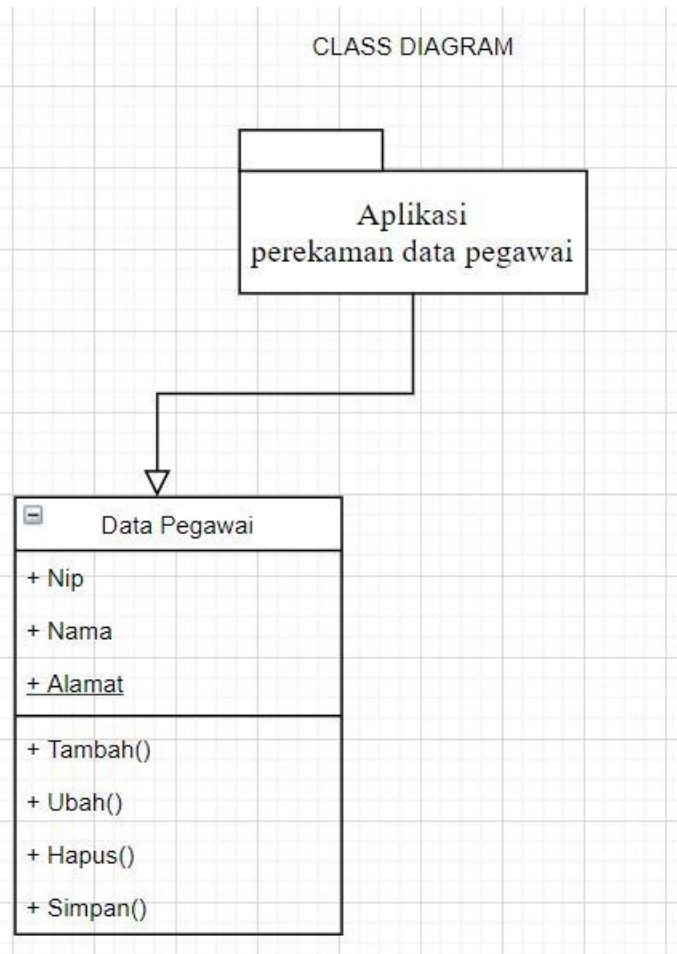 CLASS DIAGRAM
Aplikasi
perekaman data pegawai
Data Pegawai
+ Nip
+ Nama
+ Alamat
+ Tambah()
+ Ubah()
+ Hapus()
+ Simpan()